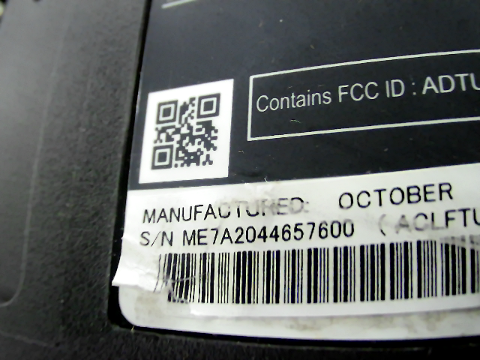 Contains FCC ID : ADTU
MANUFACTURED: OCTOBER
S/N ME7A2044657600 ( ACLFTU